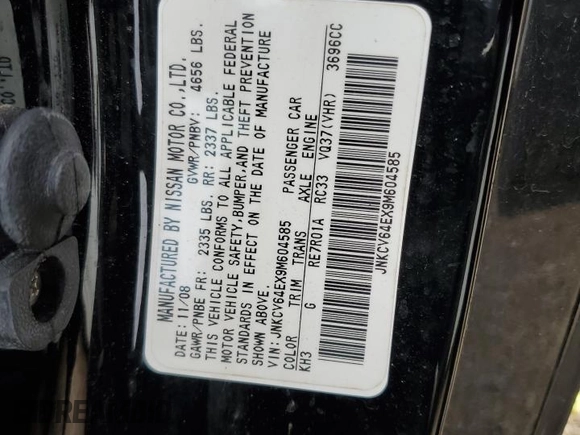 MANUFACTURED BY NISSAN MOTOR CO.,LTD.
DATE: 11/08 GVWR/PNBV: 4656 LBS.
GAWR/PNBE FR: 2335 LBS. RR: 2337 LBS.
THIS VEHICLE CONFORMS TO ALL APPLICABLE FEDERAL
MOTOR VEHICLE SAFETY,BUMPER,AND THEFT PREVENTION
STANDARDS IN EFFECT ON THE DATE OF MANUFACTURE
SHOWN ABOVE.
VIN: JNKCV64EX9M604585 PASSENGER CAR
COLOR TRIM TRANS AXLE ENGINE
KH3 G RE7R01A RC33 VQ37(VHR) 3696CC
JNKCV64EX9M604585